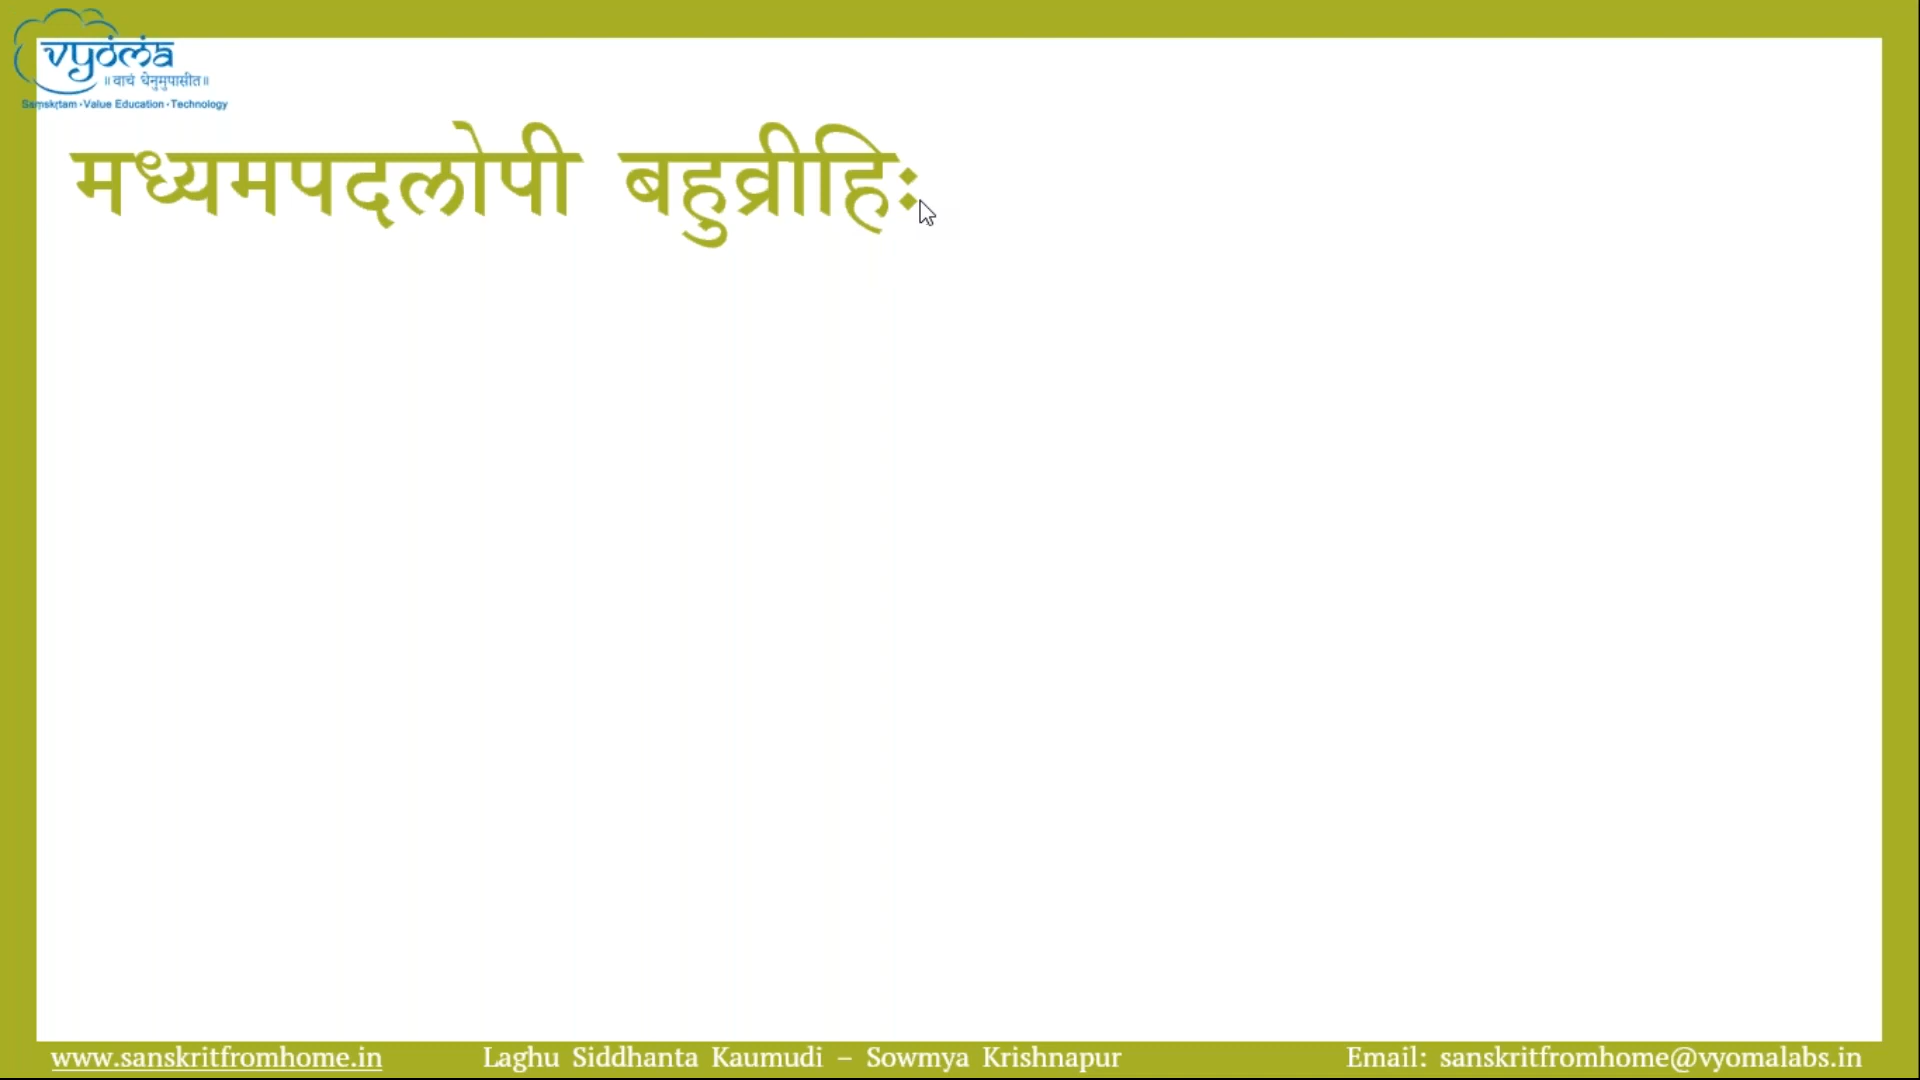 vyoma
॥वाचं धेनुमुपासीत॥
Saṃskṛtam • Value Education • Technology
मध्यमपदलोपी बहुव्रीहिः
www.sanskritfromhome.in Laghu Siddhanta Kaumudi – Sowmya Krishnapur Email: sanskritfromhome@vyomalabs.in